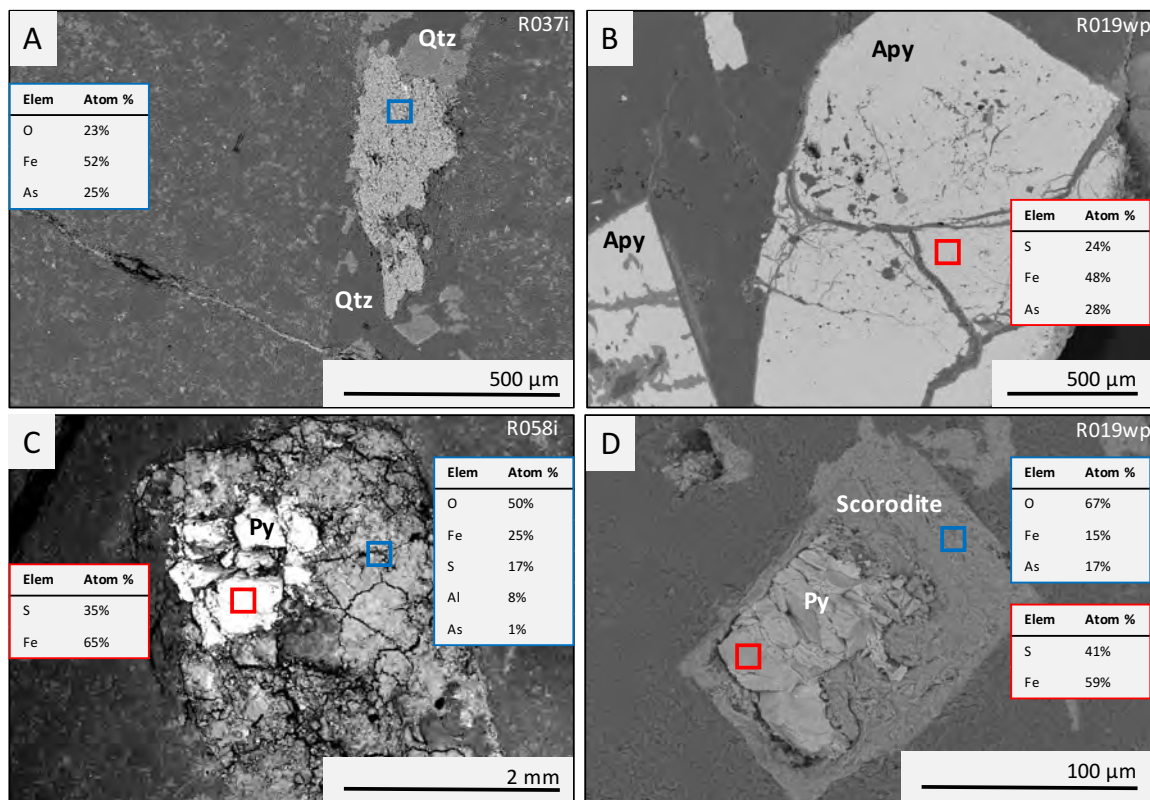 A
R037i
Qtz
Elem Atom %
O 23%
Fe 52%
As 25%
Qtz
500 µm
B
R019wp
Apy
Apy
Elem Atom %
S 24%
Fe 48%
As 28%
500 µm
C
R058i
Py
Elem Atom %
O 50%
Fe 25%
S 17%
Al 8%
As 1%
Elem Atom %
S 35%
Fe 65%
2 mm
D
R019wp
Scorodite
Elem Atom %
O 67%
Fe 15%
As 17%
Py
Elem Atom %
S 41%
Fe 59%
100 µm